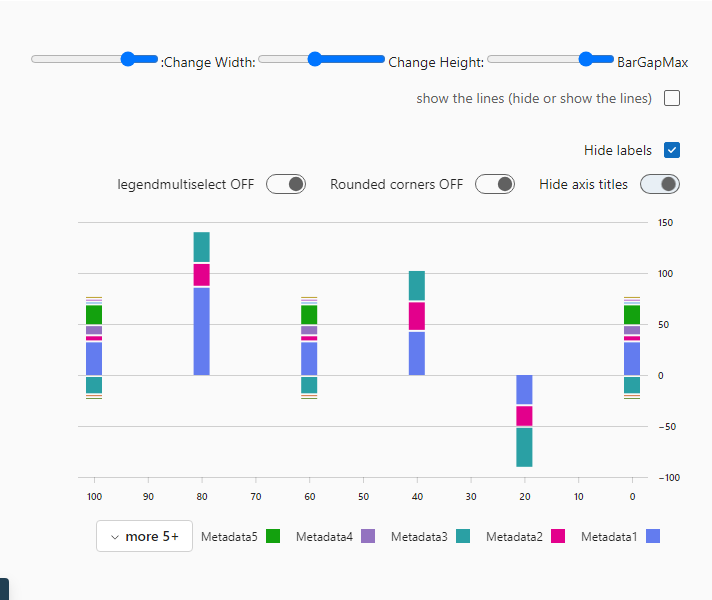 :Change Width: Change Height: BarGapMax
show the lines (hide or show the lines)
Hide labels
legendmultiselect OFF Rounded corners OFF Hide axis titles
150
100
50
0
−50
−100
100 90 80 70 60 50 40 30 20 10 0
more 5+ Metadata5 Metadata4 Metadata3 Metadata2 Metadata1